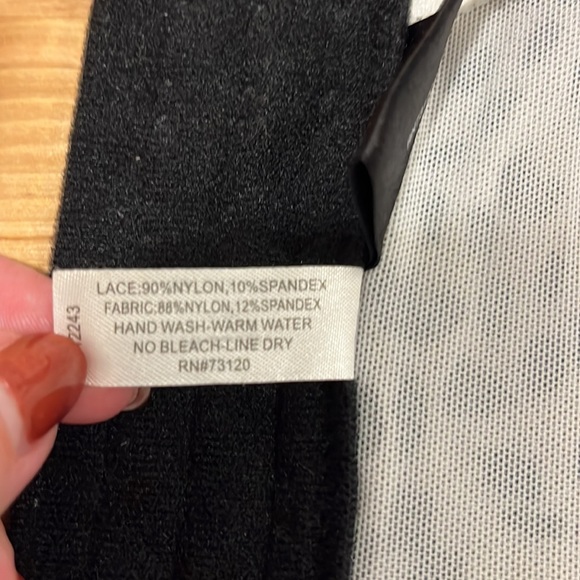 LACE:90%NYLON,10%SPANDEX
FABRIC:88%NYLON,12%SPANDEX
HAND WASH-WARM WATER
NO BLEACH-LINE DRY
RN#73120